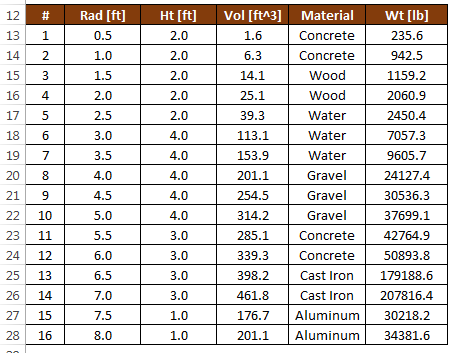 12 # Rad [ft] Ht [ft] Vol [ft^3] Material Wt [lb]
13 1 0.5 2.0 1.6 Concrete 235.6
14 2 1.0 2.0 6.3 Concrete 942.5
15 3 1.5 2.0 14.1 Wood 1159.2
16 4 2.0 2.0 25.1 Wood 2060.9
17 5 2.5 2.0 39.3 Water 2450.4
18 6 3.0 4.0 113.1 Water 7057.3
19 7 3.5 4.0 153.9 Water 9605.7
20 8 4.0 4.0 201.1 Gravel 24127.4
21 9 4.5 4.0 254.5 Gravel 30536.3
22 10 5.0 4.0 314.2 Gravel 37699.1
23 11 5.5 3.0 285.1 Concrete 42764.9
24 12 6.0 3.0 339.3 Concrete 50893.8
25 13 6.5 3.0 398.2 Cast Iron 179188.6
26 14 7.0 3.0 461.8 Cast Iron 207816.4
27 15 7.5 1.0 176.7 Aluminum 30218.2
28 16 8.0 1.0 201.1 Aluminum 34381.6